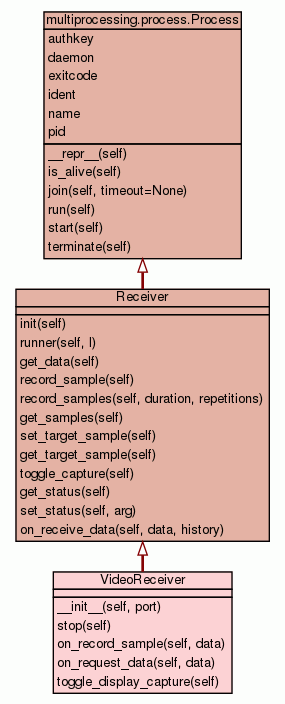 multiprocessing.process.Process
authkey
daemon
exitcode
ident
name
pid
__repr__(self)
is_alive(self)
join(self, timeout=None)
run(self)
start(self)
terminate(self)
Receiver
init(self)
runner(self, l)
get_data(self)
record_sample(self)
record_samples(self, duration, repetitions)
get_samples(self)
set_target_sample(self)
get_target_sample(self)
toggle_capture(self)
get_status(self)
set_status(self, arg)
on_receive_data(self, data, history)
VideoReceiver
__init__(self, port)
stop(self)
on_record_sample(self, data)
on_request_data(self, data)
toggle_display_capture(self)